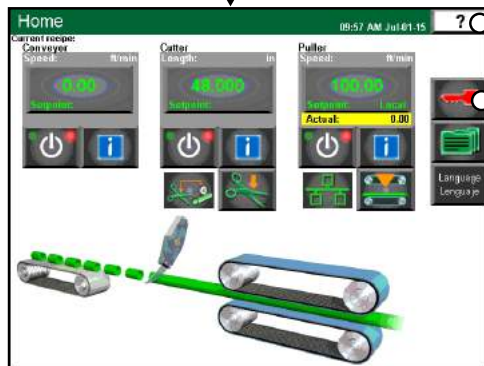 Home
09:57 AM Jul-01-15
?
Current recipe:
Conveyor
Speed: ft/min
0.00
Setpoint:
Cutter
Length: in
48.000
Setpoint:
Puller
Speed: ft/min
100.00
Setpoint: Local
Actual: 0.00
i
i
i
Language
Lenguaje